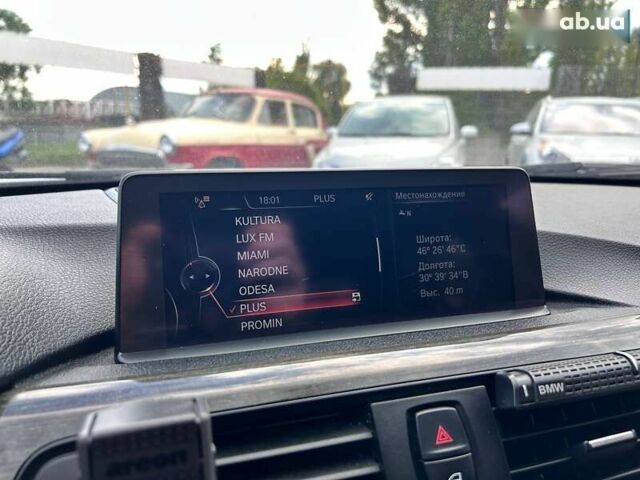 ab.ua
18:01 PLUS
KULTURA
LUX FM
MIAMI
NARODNE
ODESA
✓ PLUS
PROMIN
Местонахождение
N
Широта:
46° 26' 46"С
Долгота:
30° 39' 34"В
Выс. 40 m
BMW
areon